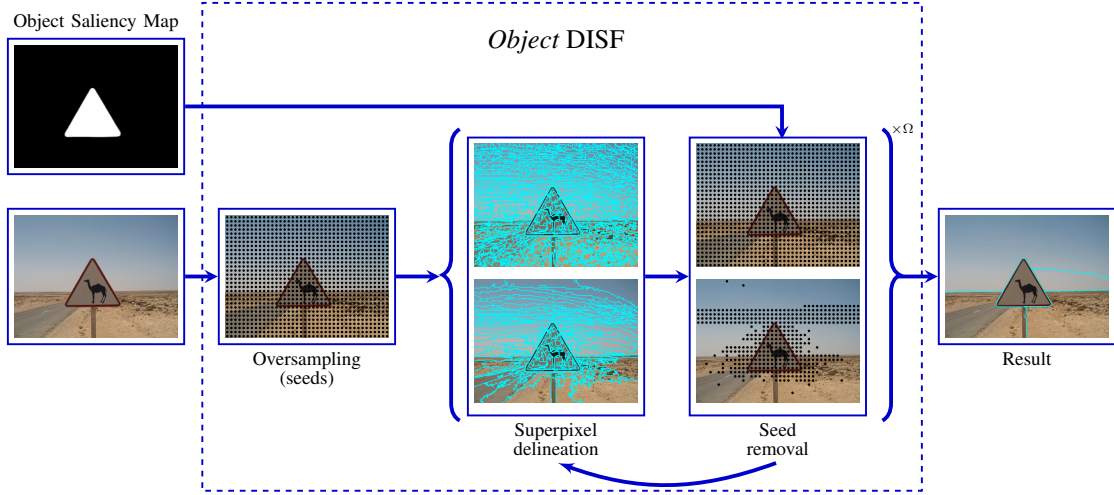 Object Saliency Map
Object DISF
×Ω
Oversampling
(seeds)
Superpixel
delineation
Seed
removal
Result